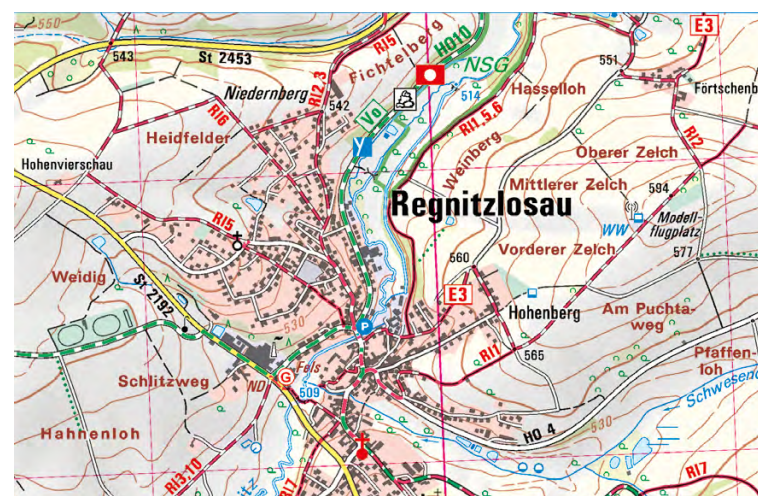 550
543
St 2453
RI5
Fichtelberg
HO10
NSG
E3
551
Förtschenb
Niedernberg
RI2,3
542
514
Hasselloh
RI6
Vo
RI1,5,6
RI2
Heidfelder
Y
Weinberg
Oberer Zelch
Hohenvierschau
Mittlerer Zelch
594
Regnitzlosau
WW
Modell-
flugplatz
RI5
Vorderer Zelch
577
560
Weidig
St 2192
E3
Hohenberg
Am Puchta-
weg
P
530
RI1
565
Pfaffen-
loh
Fels
Schlitzweg
ND
G
509
Schwesen
HO 4
530
Hahnenloh
RI3,10
RI7
RI7